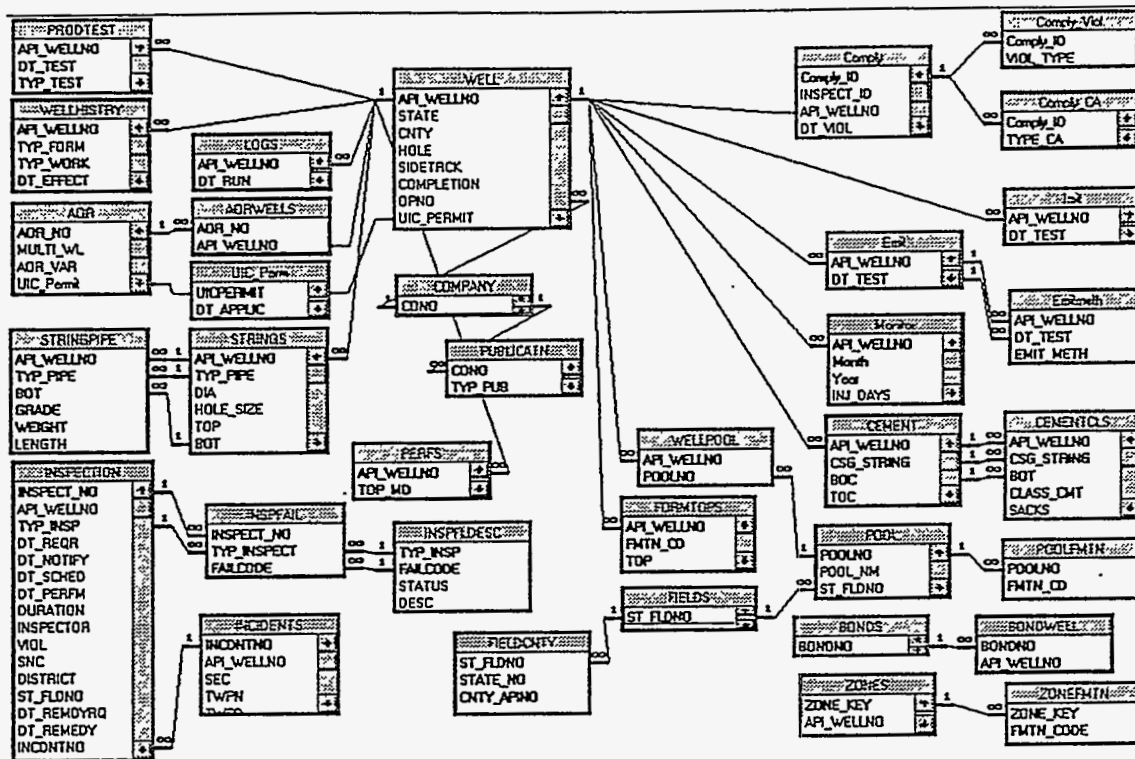 PRODTEST
API_WELLNO
DT_TEST
TYP_TEST
WELLHISTRY
API_WELLNO
TYP_FORM
TYP_WORK
DT_EFFECT
LOGS
API_WELLNO
DT_RUN
AOR
AOR_NO
MULTI_WL
AOR_VAR
UIC_Permit
AORWELLS
AOR_NO
API_WELLNO
UIC_Perm
UICPERMIT
DT_APPLIC
STRINGPIPE
API_WELLNO
TYP_PIPE
BOT
GRADE
WEIGHT
LENGTH
STRINGS
API_WELLNO
TYP_PIPE
DIA
HOLE_SIZE
TOP
BOT
WELL
API_WELLNO
STATE
CNTY
HOLE
SIDETRCK
COMPLETION
OPNO
UIC_PERMIT
COMPANY
CONO
PUBLICATN
CONO
TYP_PUB
PERFS
API_WELLNO
TOP_MD
INSPECTION
INSPECT_NO
API_WELLNO
TYP_INSP
DT_REQR
DT_NOTIFY
DT_SCHED
DT_PERFM
DURATION
INSPECTOR
VIOL
SNC
DISTRICT
ST_FLDNO
DT_REMDYRQ
DT_REMEDY
INCONTNO
INSPFAIL
INSPECT_NO
TYP_INSPECT
FAILCODE
INSPFLDESC
TYP_INSP
FAILCODE
STATUS
DESC
INCIDENTS
INCONTNO
API_WELLNO
SEC
TWPN
FIELDCNTY
ST_FLDNO
STATE_NO
CNTY_APINO
FIELDS
ST_FLDNO
WELLPOOL
API_WELLNO
POOLNO
FORMTOPS
API_WELLNO
FMTN_CD
TOP
Comply
Comply_ID
INSPECT_ID
API_WELLNO
DT_VIOL
Comply-Viol
Comply_ID
VIOL_TYPE
Comply_CA
Comply_ID
TYPE_CA
API_WELLNO
DT_TEST
Emit
API_WELLNO
DT_TEST
Emitmeth
API_WELLNO
DT_TEST
EMIT_METH
Monitor
API_WELLNO
Month
Year
INJ_DAYS
CEMENT
API_WELLNO
CSG_STRING
BOC
TOC
CEMENTCLS
API_WELLNO
CSG_STRING
BOT
CLASS_CMT
SACKS
POOL
POOLNO
POOL_NM
ST_FLDNO
POOLFMTN
POOLNO
FMTN_CD
BONDS
BONDNO
BONDWELL
BONDNO
API_WELLNO
ZONES
ZONE_KEY
API_WELLNO
ZONEFMTN
ZONE_KEY
FMTN_CODE